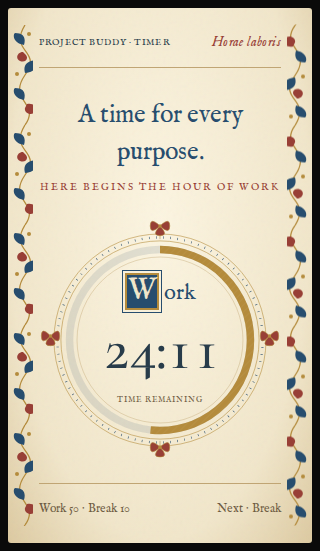 PROJECT BUDDY · TIMER
Horae laboris
A time for every
purpose.
HERE BEGINS THE HOUR OF WORK
Work
24:11
TIME REMAINING
Work 50 · Break 10
Next · Break